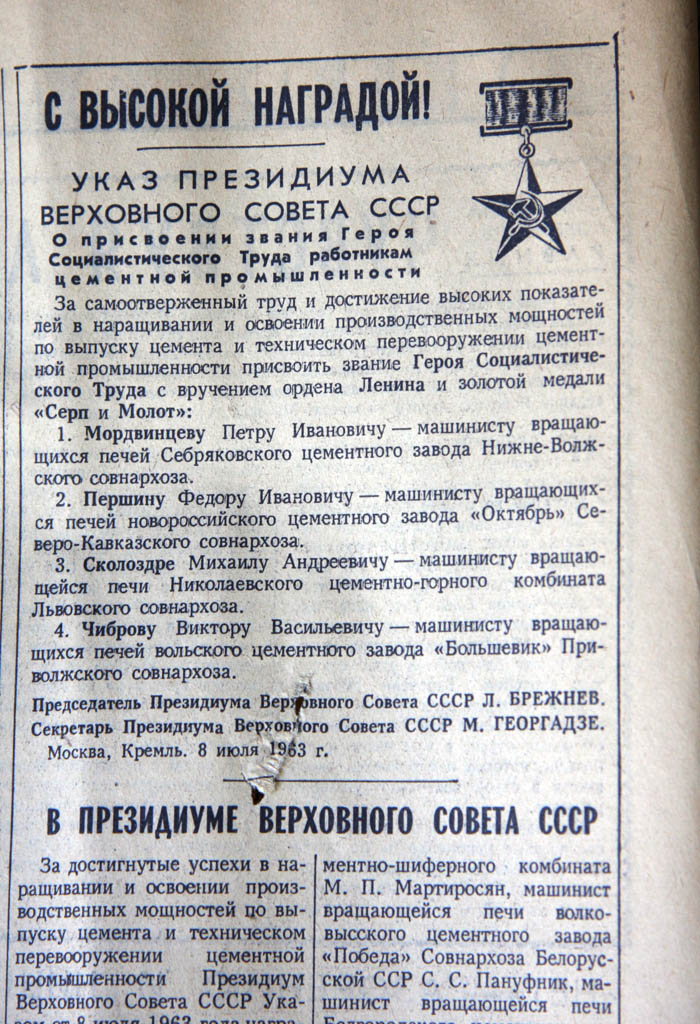 С ВЫСОКОЙ НАГРАДОЙ!
УКАЗ ПРЕЗИДИУМА
ВЕРХОВНОГО СОВЕТА СССР
О присвоении звания Героя
Социалистического Труда работникам
цементной промышленности
За самоотверженный труд и достижение высоких показате-
лей в наращивании и освоении производственных мощностей
по выпуску цемента и техническом перевооружении цемент-
ной промышленности присвоить звание Героя Социалистиче-
ского Труда с вручением ордена Ленина и золотой медали
«Серп и Молот»:
1. Мордвинцеву Петру Ивановичу — машинисту вращаю-
щихся печей Себряковского цементного завода Нижне-Волж-
ского совнархоза.
2. Першину Федору Ивановичу — машинисту вращающих-
ся печей новороссийского цементного завода «Октябрь» Се-
веро-Кавказского совнархоза.
3. Сколоздре Михаилу Андреевичу — машинисту вращаю-
щейся печи Николаевского цементно-горного комбината
Львовского совнархоза.
4. Чиброву Виктору Васильевичу — машинисту вращаю-
щихся печей вольского цементного завода «Большевик» При-
волжского совнархоза.
Председатель Президиума Верховного Совета СССР Л. БРЕЖНЕВ.
Секретарь Президиума Верховного Совета СССР М. ГЕОРГАДЗЕ.
Москва, Кремль. 8 июля 1963 г.
В ПРЕЗИДИУМЕ ВЕРХОВНОГО СОВЕТА СССР
За достигнутые успехи в на-
ращивании и освоении произ-
водственных мощностей по вы-
пуску цемента и техническом
перевооружении цементной
промышленности Президиум
Верховного Совета СССР Ука-
зом от 8 июля 1963 года награ-
ментно-шиферного комбината
М. П. Мартиросян, машинист
вращающейся печи волко-
высского цементного завода
«Победа» Совнархоза Белорус-
ской ССР С. С. Пануфник, ма-
шинист вращающейся печи
Белгородского